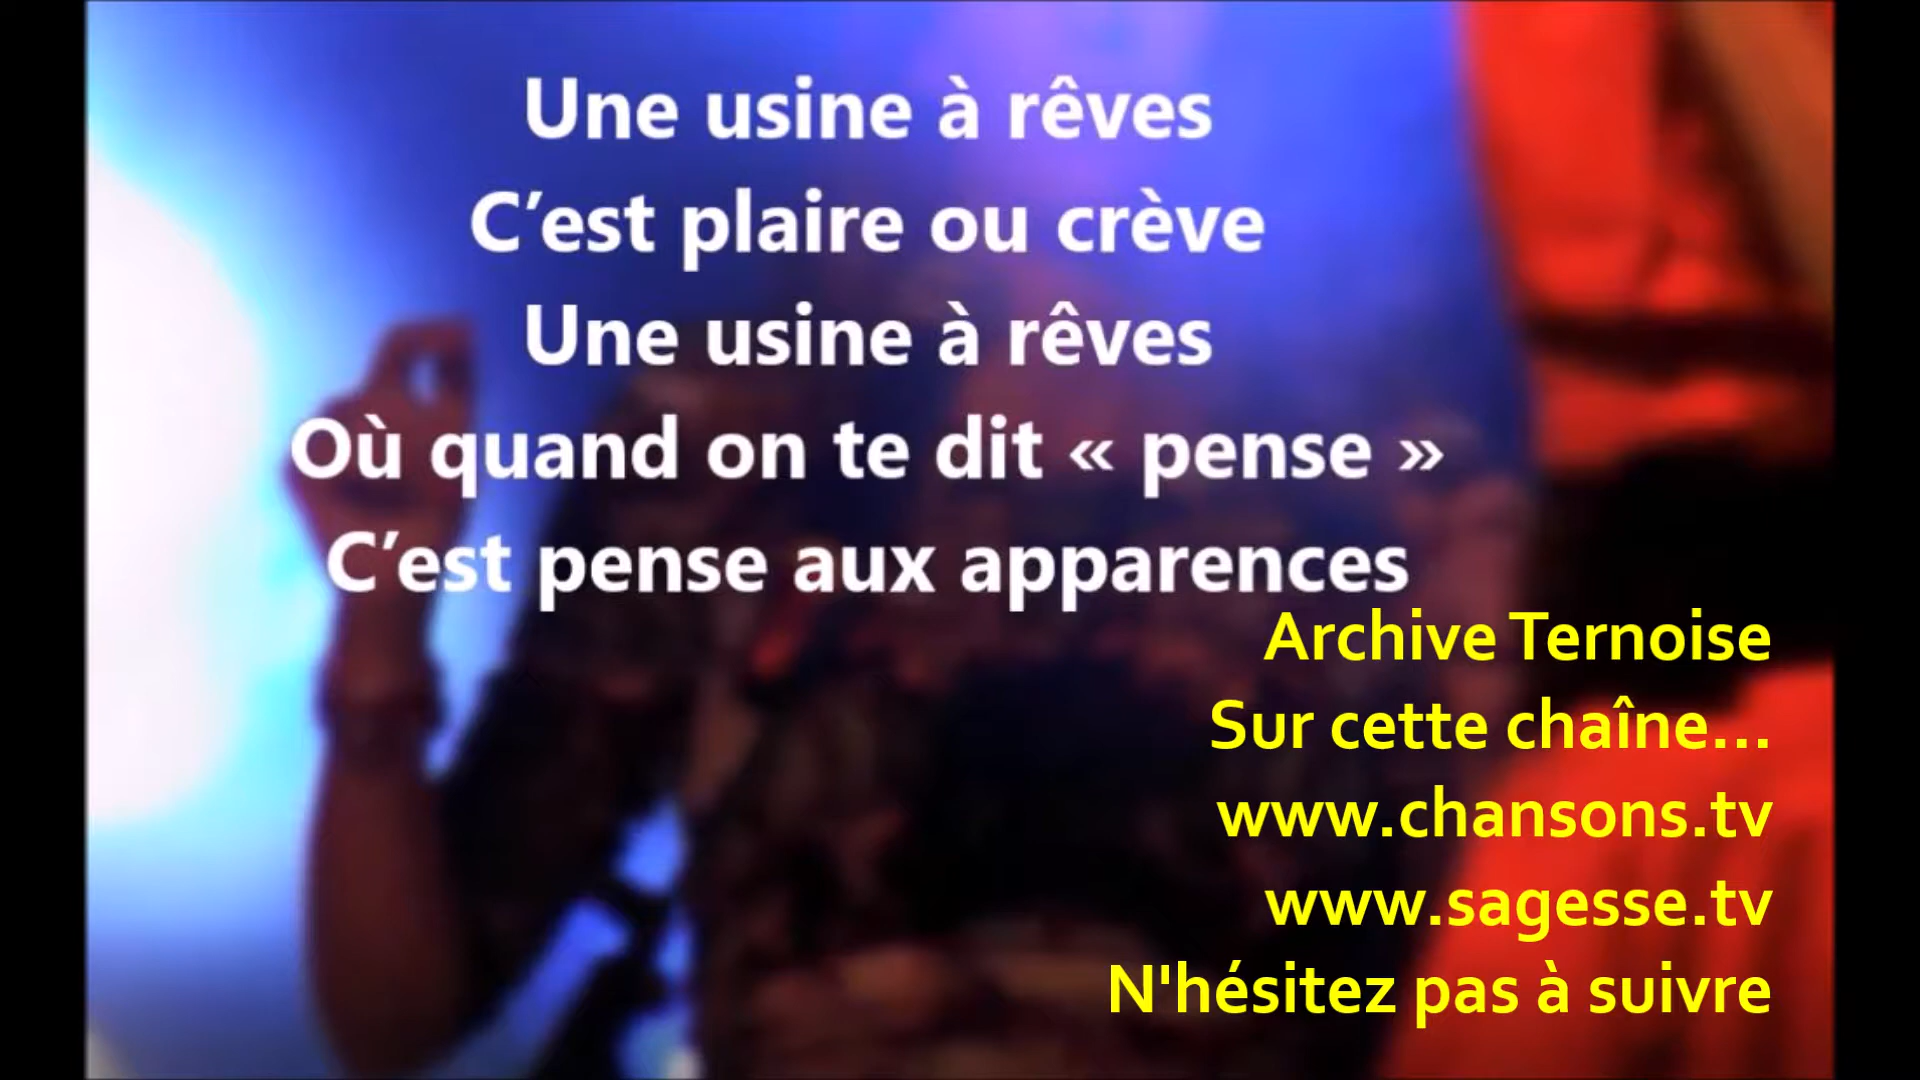 Une usine à rêves
C’est plaire ou crève
Une usine à rêves
Où quand on te dit « pense »
C’est pense aux apparences
Archive Ternoise
Sur cette chaîne...
www.chansons.tv
www.sagesse.tv
N'hésitez pas à suivre